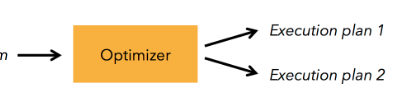 Execution plan 1
Optimizer
Execution plan 2